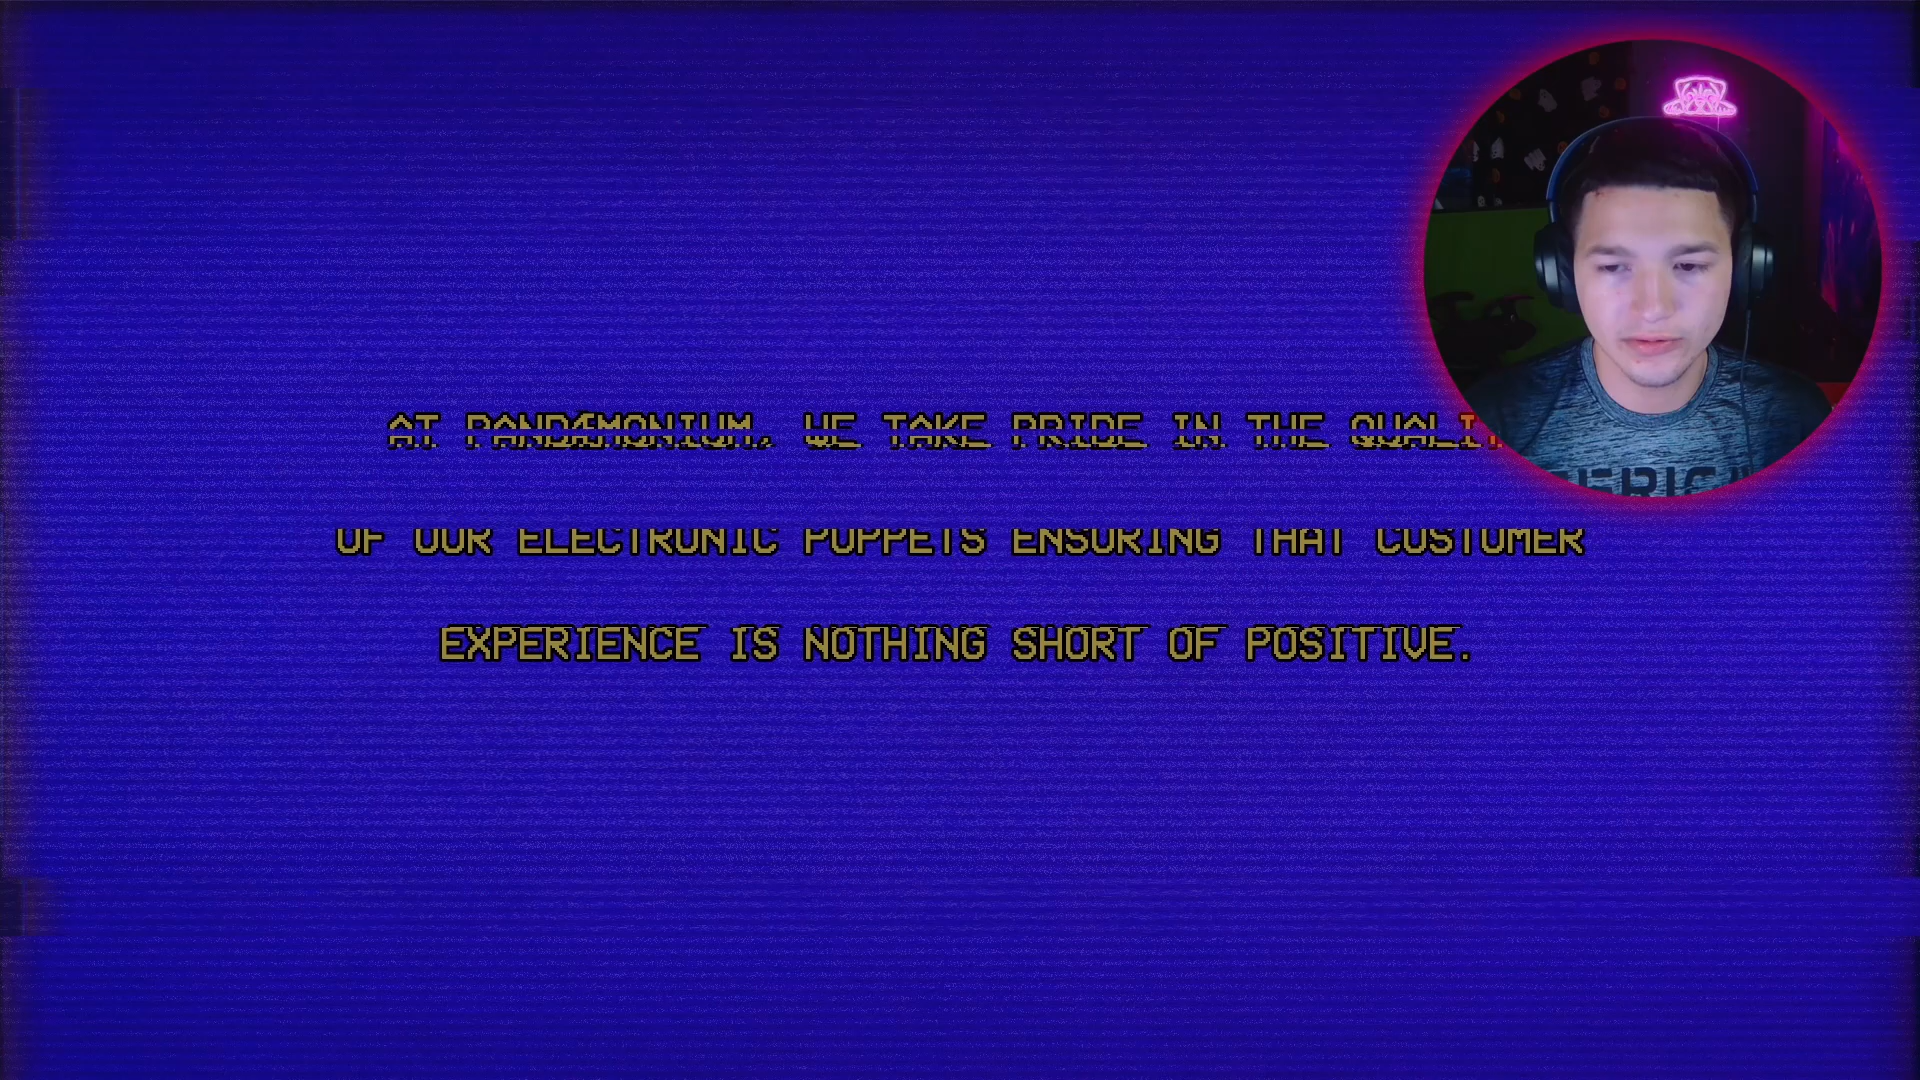 AT PANDÆMONIUM, WE TAKE PRIDE IN THE
OF OUR ELECTRONIC PUPPETS ENSURING THAT CUSTOMER
EXPERIENCE IS NOTHING SHORT OF POSITIVE.